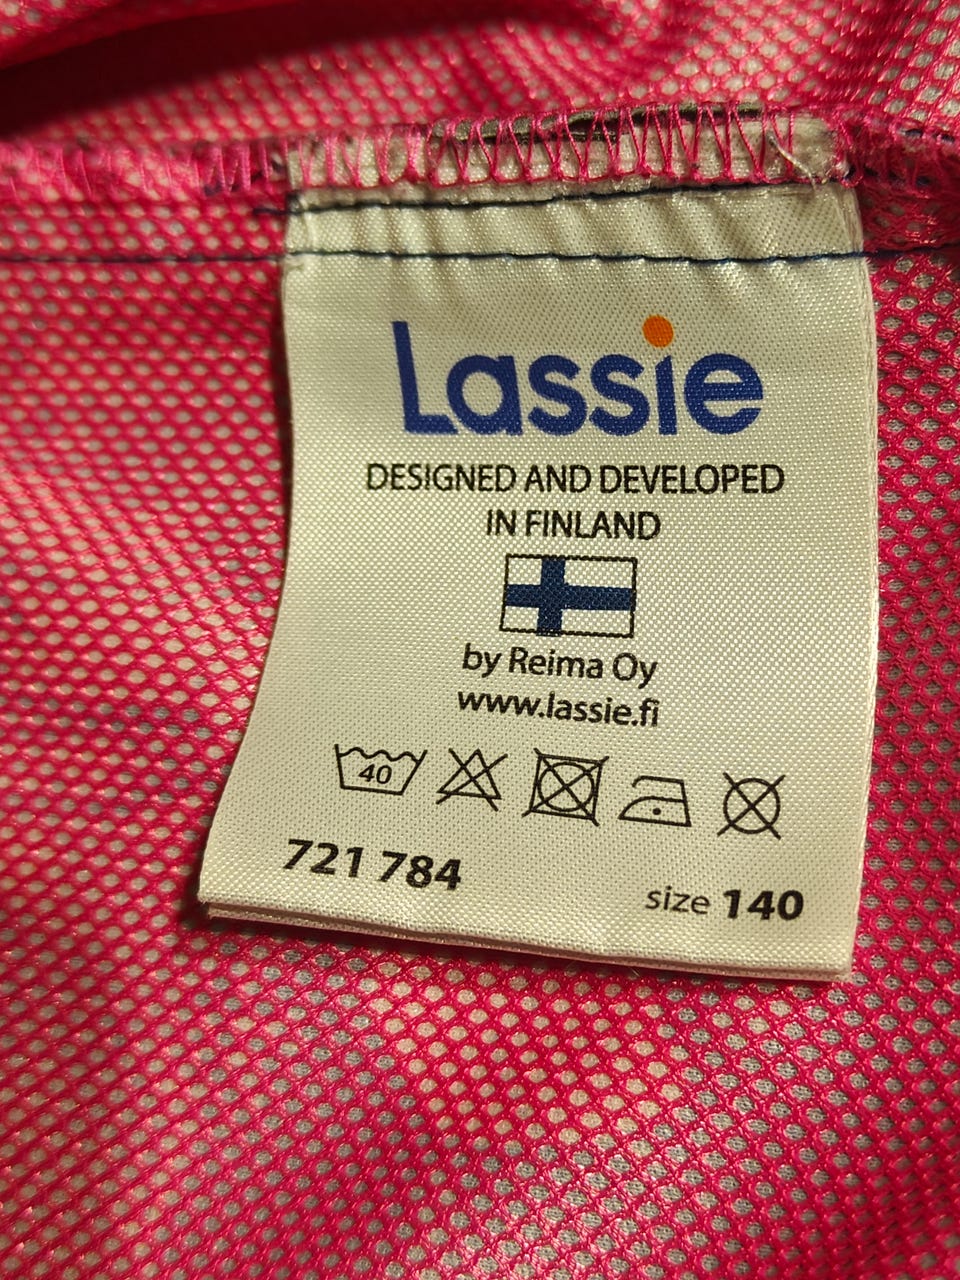 Lassie
DESIGNED AND DEVELOPED
IN FINLAND
by Reima Oy
www.lassie.fi
40
721 784
size 140